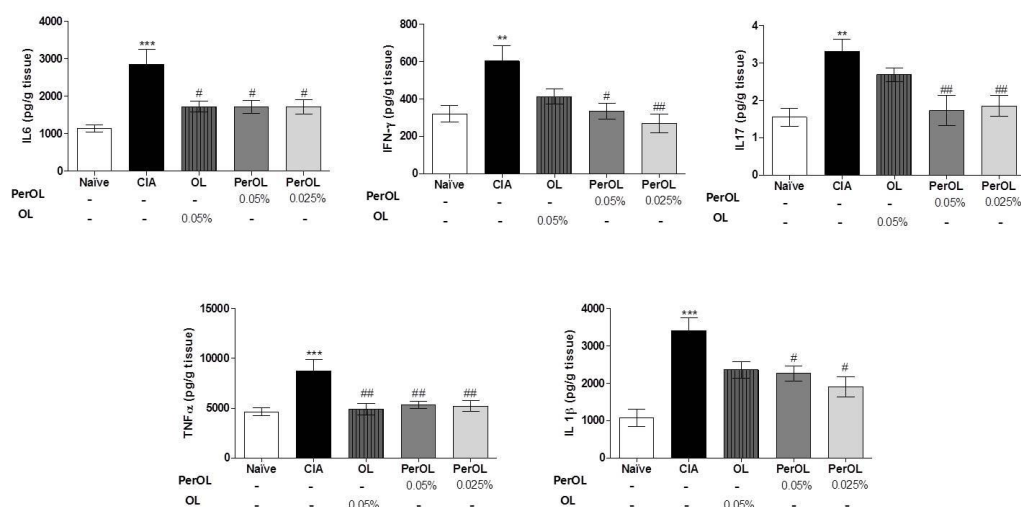 IL6 (pg/g tissue)
4000
3000
2000
1000
0
***
#
#
#
Naïve
CIA
OL
PerOL
PerOL
PerOL
-
-
-
0.05%
0.025%
OL
-
-
0.05%
-
-
IFN-γ (pg/g tissue)
800
600
400
200
0
**
#
##
Naïve
CIA
OL
PerOL
PerOL
PerOL
-
-
-
0.05%
0.025%
OL
-
-
0.05%
-
-
IL17 (pg/g tissue)
4
3
2
1
0
**
##
##
Naïve
CIA
OL
PerOL
PerOL
PerOL
-
-
-
0.05%
0.025%
OL
-
-
0.05%
-
-
TNFα (pg/g tissue)
15000
10000
5000
0
***
##
##
##
Naïve
CIA
OL
PerOL
PerOL
PerOL
-
-
-
0.05%
0.025%
OL
-
-
0.05%
-
-
IL 1β (pg/g tissue)
4000
3000
2000
1000
0
***
#
#
Naïve
CIA
OL
PerOL
PerOL
PerOL
-
-
-
0.05%
0.025%
OL
-
-
0.05%
-
-